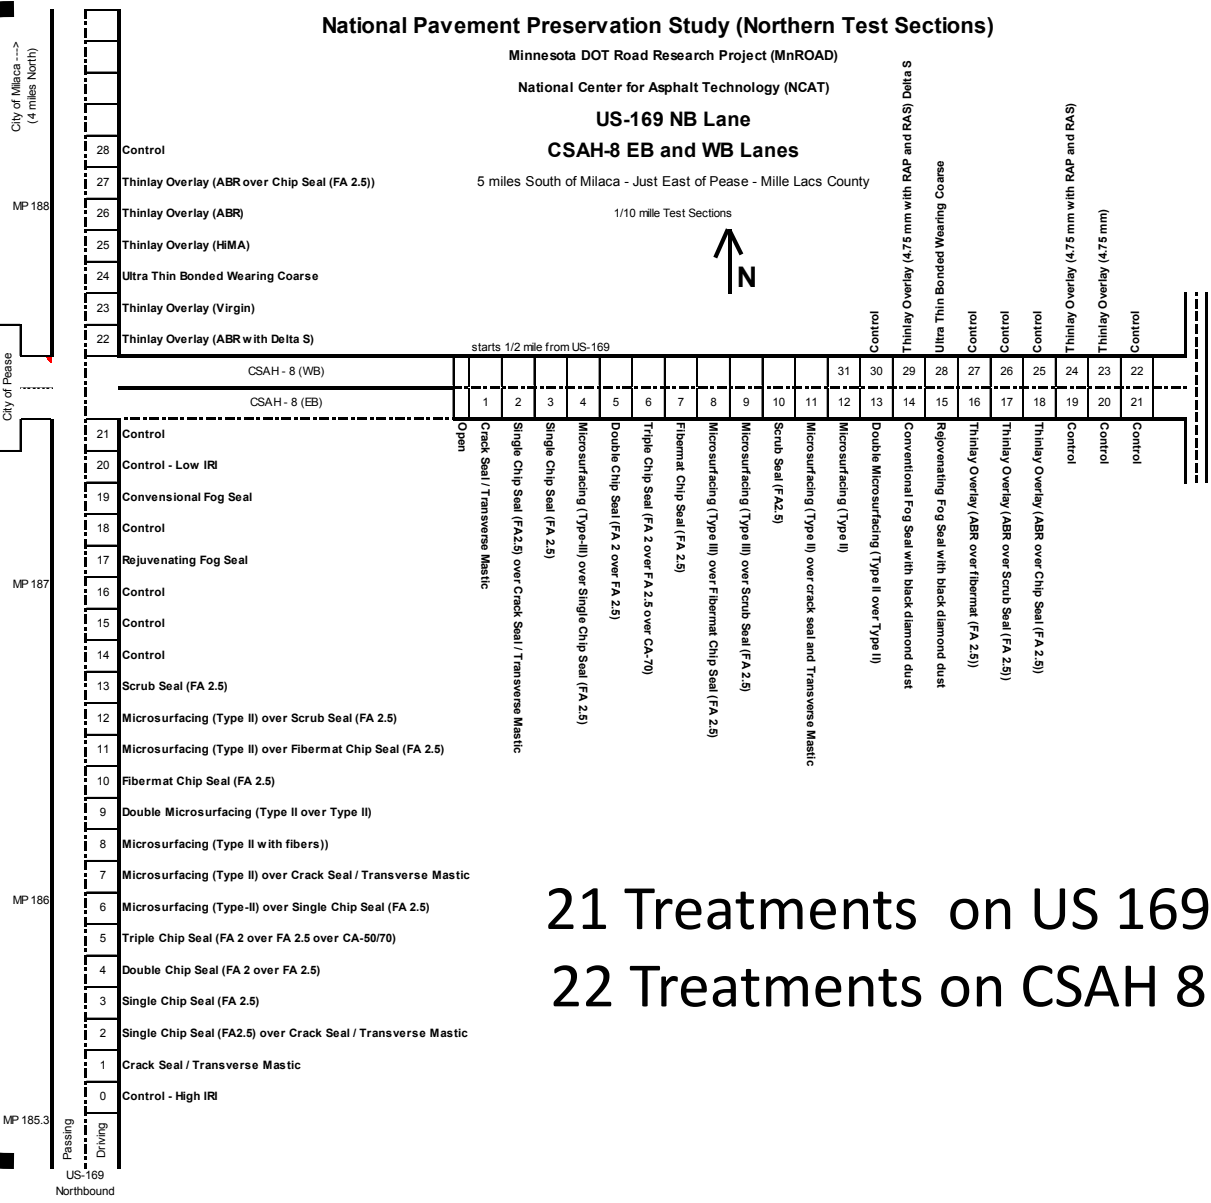 National Pavement Preservation Study (Northern Test Sections)
Minnesota DOT Road Research Project (MnROAD)
National Center for Asphalt Technology (NCAT)
US-169 NB Lane
CSAH-8 EB and WB Lanes
5 miles South of Milaca - Just East of Pease - Mille Lacs County
1/10 mille Test Sections
N
City of Milaca --->
(4 miles North)
MP 188
28 Control
27 Thinlay Overlay (ABR over Chip Seal (FA 2.5))
26 Thinlay Overlay (ABR)
25 Thinlay Overlay (HiMA)
24 Ultra Thin Bonded Wearing Coarse
23 Thinlay Overlay (Virgin)
22 Thinlay Overlay (ABR with Delta S)
City of Pease
starts 1/2 mile from US-169
Control
Thinlay Overlay (4.75 mm with RAP and RAS) Delta S
Ultra Thin Bonded Wearing Coarse
Control
Control
Control
Thinlay Overlay (4.75 mm with RAP and RAS)
Thinlay Overlay (4.75 mm)
Control
CSAH - 8 (WB)
31 30 29 28 27 26 25 24 23 22
CSAH - 8 (EB)
1 2 3 4 5 6 7 8 9 10 11 12 13 14 15 16 17 18 19 20 21
Open
Crack Seal / Transverse Mastic
Single Chip Seal (FA2.5) over Crack Seal / Transverse Mastic
Single Chip Seal (FA 2.5)
Microsurfacing (Type-III) over Single Chip Seal (FA 2.5)
Double Chip Seal (FA 2 over FA 2.5)
Triple Chip Seal (FA 2 over FA 2.5 over CA-70)
Fibermat Chip Seal (FA 2.5)
Microsurfacing (Type III) over Fibermat Chip Seal (FA 2.5)
Microsurfacing (Type III) over Scrub Seal (FA 2.5)
Scrub Seal (FA2.5)
Microsurfacing (Type II) over crack seal and Transverse Mastic
Microsurfacing (Type II)
Double Microsurfacing (Type II over Type II)
Conventional Fog Seal with black diamond dust
Rejovenating Fog Seal with black diamond dust
Thinlay Overlay (ABR over fibermat (FA 2.5))
Thinlay Overlay (ABR over Scrub Seal (FA 2.5))
Thinlay Overlay (ABR over Chip Seal (FA 2.5))
Control
Control
Control
21 Control
20 Control - Low IRI
19 Convensional Fog Seal
18 Control
17 Rejuvenating Fog Seal
MP 187
16 Control
15 Control
14 Control
13 Scrub Seal (FA 2.5)
12 Microsurfacing (Type II) over Scrub Seal (FA 2.5)
11 Microsurfacing (Type II) over Fibermat Chip Seal (FA 2.5)
10 Fibermat Chip Seal (FA 2.5)
9 Double Microsurfacing (Type II over Type II)
8 Microsurfacing (Type II with fibers))
7 Microsurfacing (Type II) over Crack Seal / Transverse Mastic
MP 186
6 Microsurfacing (Type-II) over Single Chip Seal (FA 2.5)
5 Triple Chip Seal (FA 2 over FA 2.5 over CA-50/70)
4 Double Chip Seal (FA 2 over FA 2.5)
3 Single Chip Seal (FA 2.5)
2 Single Chip Seal (FA2.5) over Crack Seal / Transverse Mastic
1 Crack Seal / Transverse Mastic
0 Control - High IRI
MP 185.3
Passing
Driving
US-169
Northbound
21 Treatments on US 169
22 Treatments on CSAH 8